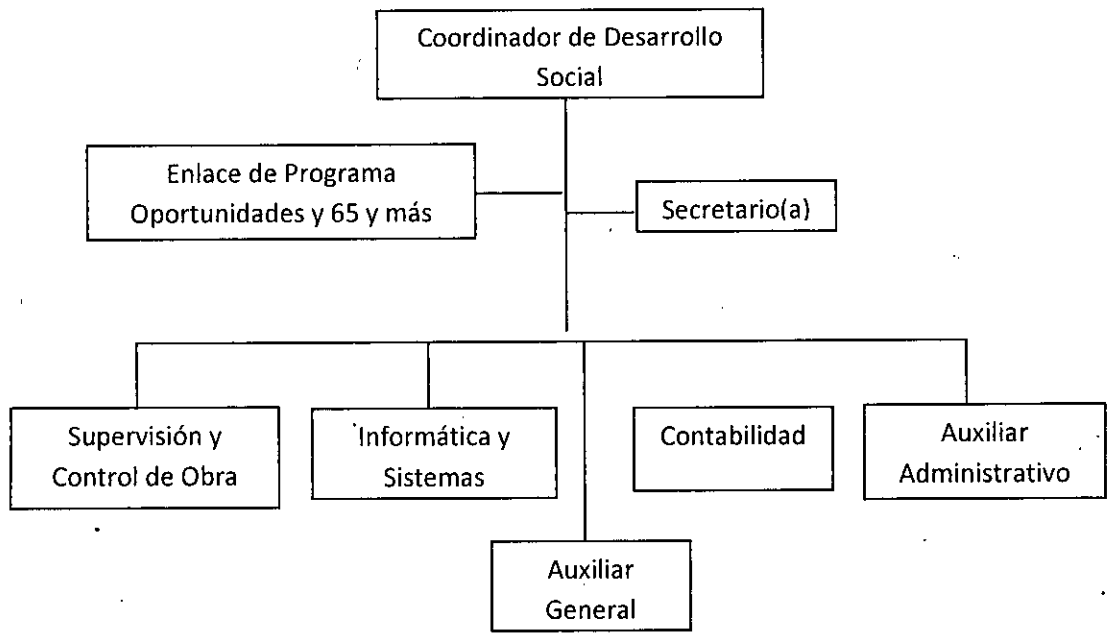 Coordinador de Desarrollo
Social
Enlace de Programa
Oportunidades y 65 y más
Secretario(a)
Supervisión y
Control de Obra
Informática y
Sistemas
Contabilidad
Auxiliar
Administrativo
Auxiliar
General